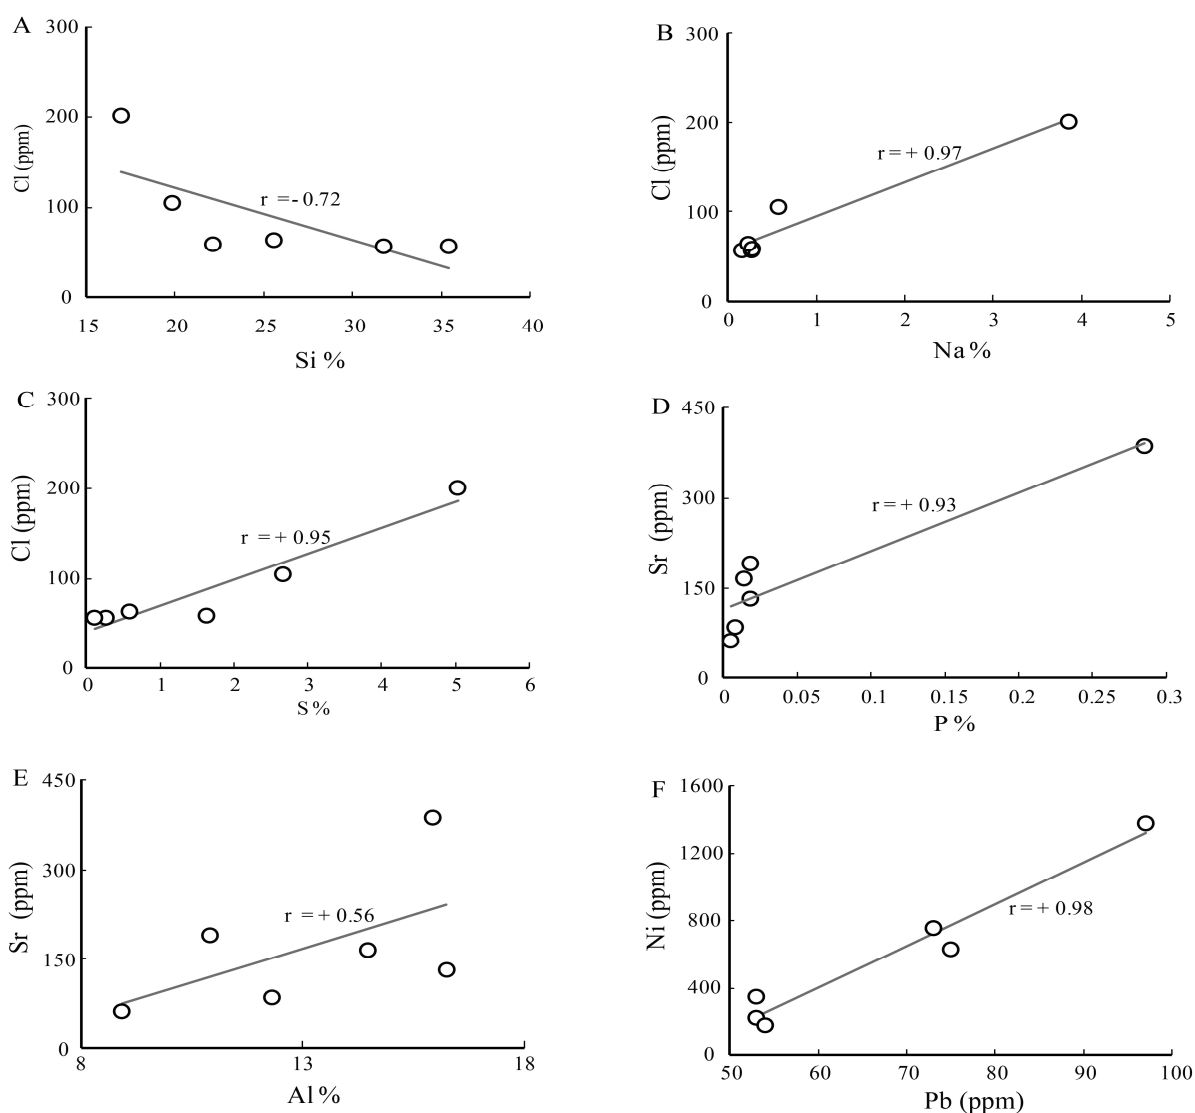 A
300
200
100
0
Cl (ppm)
r =- 0.72
15 20 25 30 35 40
Si %
B
300
200
100
0
Cl (ppm)
r = + 0.97
0 1 2 3 4 5
Na %
C
300
200
100
0
Cl (ppm)
r = + 0.95
0 1 2 3 4 5 6
S %
D
450
300
150
0
Sr (ppm)
r = + 0.93
0 0.05 0.1 0.15 0.2 0.25 0.3
P %
E
450
300
150
0
Sr (ppm)
r = + 0.56
8 13 18
Al %
F
1600
1200
800
400
0
Ni (ppm)
r = + 0.98
50 60 70 80 90 100
Pb (ppm)